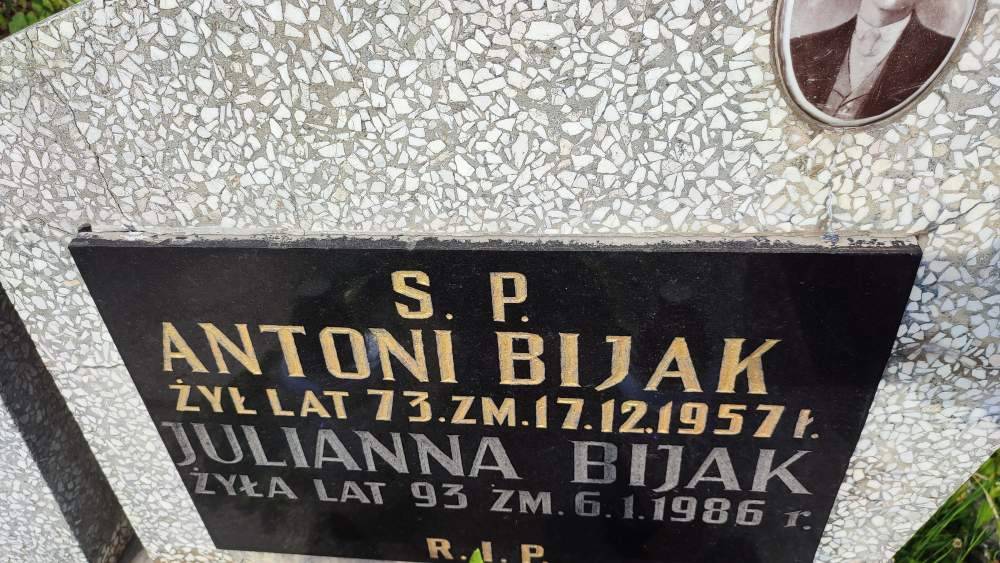 S. P.
ANTONI BIJAK
ŻYŁ LAT 73. ZM. 17.12.1957 ł.
JULIANNA BIJAK
ŻYŁA LAT 93 ZM. 6.1.1986 r.
R.I.P.